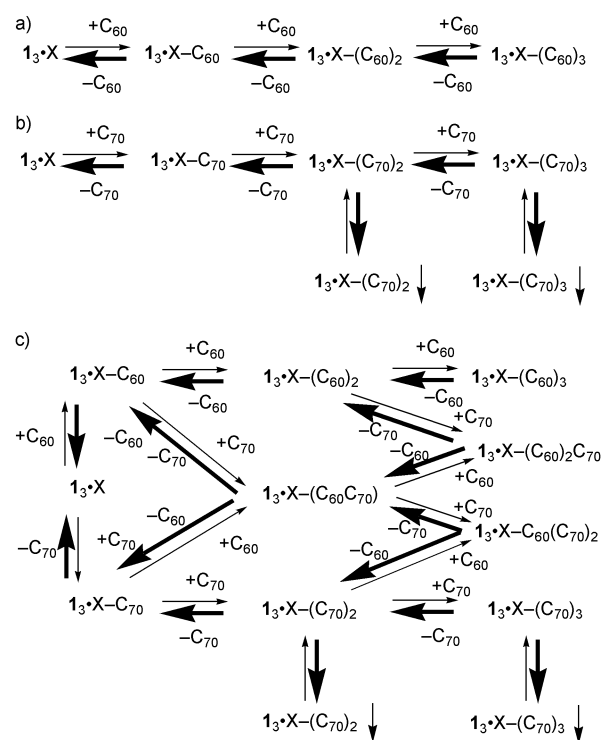 a)
+C60 +C60 +C60
1₃•X 1₃•X–C₆₀ 1₃•X–(C₆₀)₂ 1₃•X–(C₆₀)₃
–C₆₀ –C₆₀ –C₆₀
b)
+C₇₀ +C₇₀ +C₇₀
1₃•X 1₃•X–C₇₀ 1₃•X–(C₇₀)₂ 1₃•X–(C₇₀)₃
–C₇₀ –C₇₀ –C₇₀
1₃•X–(C₇₀)₂ ↓ 1₃•X–(C₇₀)₃ ↓
c)
+C₆₀ +C₆₀
1₃•X–C₆₀ 1₃•X–(C₆₀)₂ 1₃•X–(C₆₀)₃
–C₆₀ –C₆₀
+C₇₀
+C₆₀ –C₆₀ +C₇₀ –C₇₀
–C₇₀ –C₆₀ 1₃•X–(C₆₀)₂C₇₀
+C₆₀
1₃•X 1₃•X–(C₆₀C₇₀)
+C₇₀
–C₆₀ –C₇₀ 1₃•X–C₆₀(C₇₀)₂
–C₇₀ +C₇₀ +C₆₀ –C₆₀
+C₆₀
+C₇₀ +C₇₀
1₃•X–C₇₀ 1₃•X–(C₇₀)₂ 1₃•X–(C₇₀)₃
–C₇₀ –C₇₀
1₃•X–(C₇₀)₂ ↓ 1₃•X–(C₇₀)₃ ↓